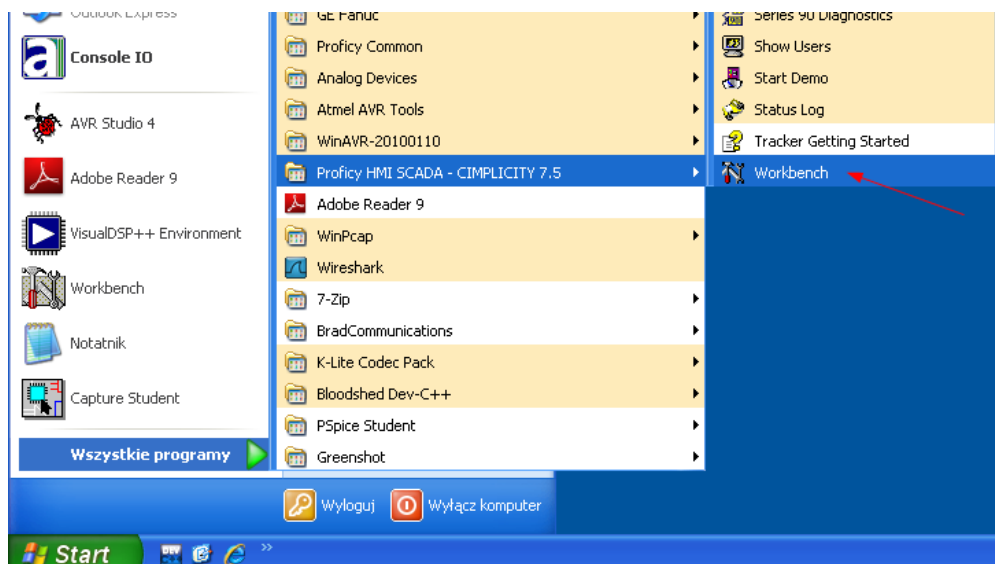 Outlook Express
Console IO
AVR Studio 4
Adobe Reader 9
VisualDSP++ Environment
Workbench
Notatnik
Capture Student
Wszystkie programy
GE Fanuc
Proficy Common
Analog Devices
Atmel AVR Tools
WinAVR-20100110
Proficy HMI SCADA - CIMPLICITY 7.5
Adobe Reader 9
WinPcap
Wireshark
7-Zip
BradCommunications
K-Lite Codec Pack
Bloodshed Dev-C++
PSpice Student
Greenshot
Series 90 Diagnostics
Show Users
Start Demo
Status Log
Tracker Getting Started
Workbench
Wyloguj
Wyłącz komputer
Start